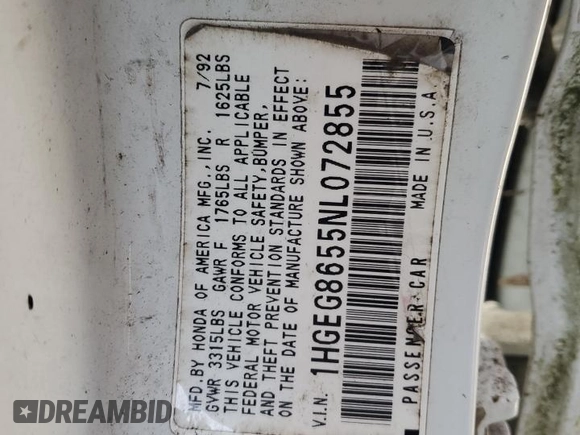 MFD. BY HONDA OF AMERICA MFG., INC. 7/92
GVWR 3315LBS GAWR F 1765LBS R 1625LBS
THIS VEHICLE CONFORMS TO ALL APPLICABLE
FEDERAL MOTOR VEHICLE SAFETY, BUMPER,
AND THEFT PREVENTION STANDARDS IN EFFECT
ON THE DATE OF MANUFACTURE SHOWN ABOVE:
V.I.N. 1HGEG8655NL072855
PASSENGER CAR MADE IN U.S.A
DREAMBID